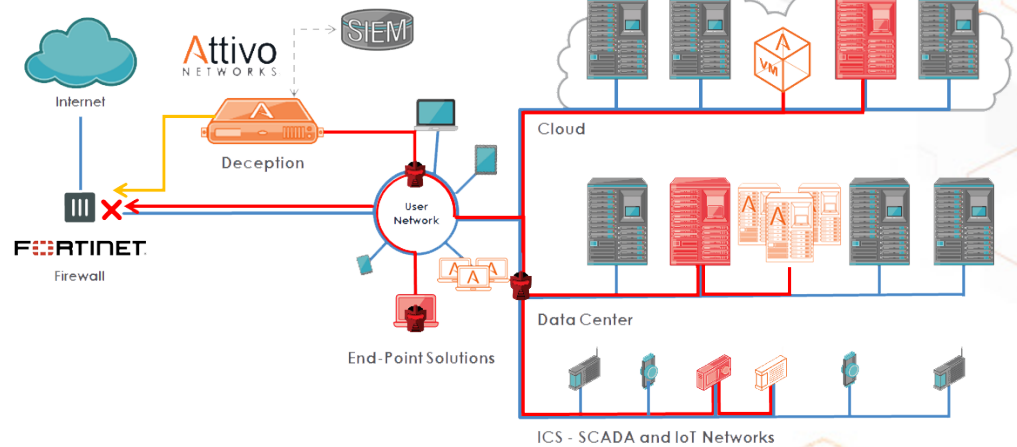 Internet
Attivo
NETWORKS
SIEM
Deception
FORTINET
Firewall
User
Network
End-Point Solutions
A
VM
Cloud
A
A
A
Data Center
A
A
A
A
ICS - SCADA and IoT Networks